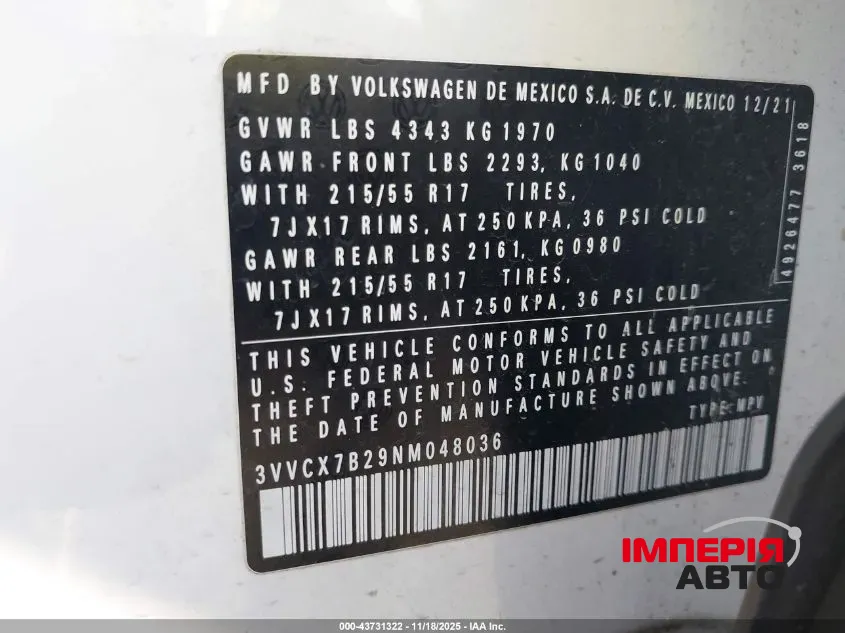 MFD BY VOLKSWAGEN DE MEXICO S.A. DE C.V. MEXICO 12/21
GVWR LBS 4343 KG 1970
GAWR FRONT LBS 2293, KG 1040
WITH 215/55 R17 TIRES,
7JX17 RIMS, AT 250 KPA, 36 PSI COLD
GAWR REAR LBS 2161, KG 0980
WITH 215/55 R17 TIRES,
7JX17 RIMS, AT 250 KPA, 36 PSI COLD
4926477 3618
THIS VEHICLE CONFORMS TO ALL APPLICABLE
U.S. FEDERAL MOTOR VEHICLE SAFETY AND
THEFT PREVENTION STANDARDS IN EFFECT ON
THE DATE OF MANUFACTURE SHOWN ABOVE.
TYPE: MPV
3VVCX7B29NM048036
ІМПЕРІЯ
АВТО
000-43731322 — 11/18/2025 — IAA Inc.